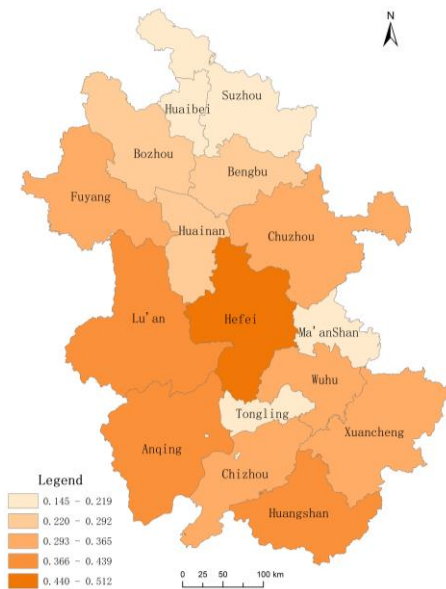 N
Suzhou
Huaibei
Bozhou
Bengbu
Fuyang
Huainan
Chuzhou
Lu'an
Hefei
Ma'anShan
Wuhu
Tongling
Xuancheng
Anqing
Chizhou
Huangshan
Legend
0.145 - 0.219
0.220 - 0.292
0.293 - 0.365
0.366 - 0.439
0.440 - 0.512
0 25 50 100 km